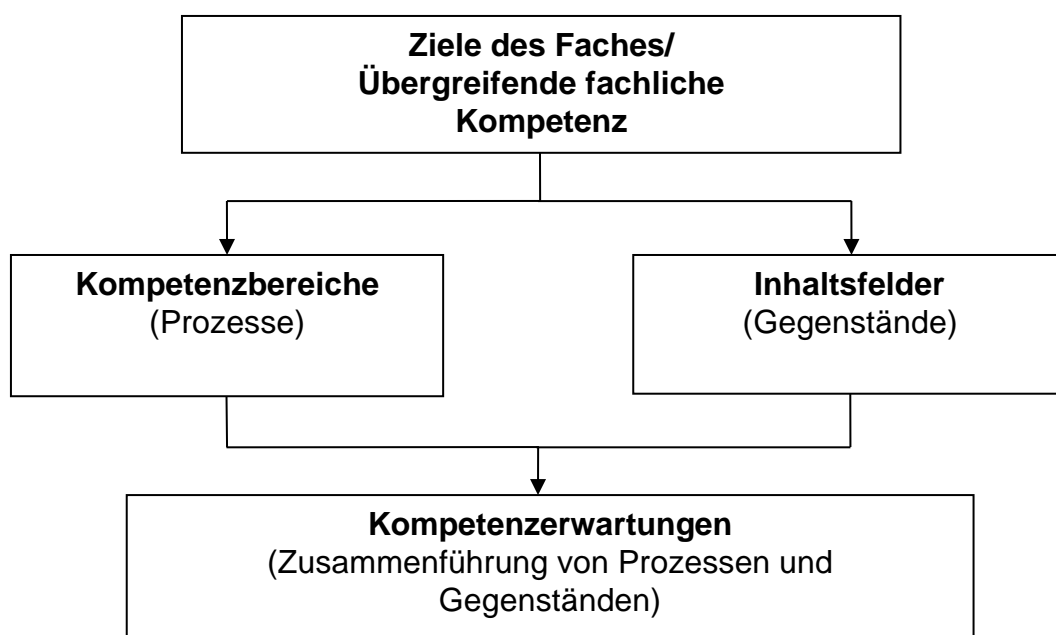 Ziele des Faches/
Übergreifende fachliche
Kompetenz
Kompetenzbereiche
(Prozesse)
Inhaltsfelder
(Gegenstände)
Kompetenzerwartungen
(Zusammenführung von Prozessen und
Gegenständen)